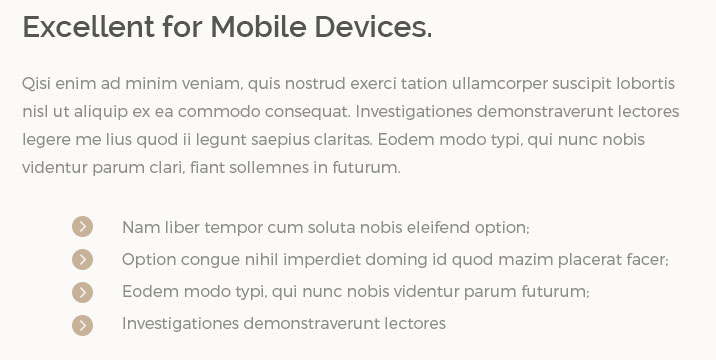 Excellent for Mobile Devices.
Qisi enim ad minim veniam, quis nostrud exerci tation ullamcorper suscipit lobortis
nisl ut aliquip ex ea commodo consequat. Investigationes demonstraverunt lectores
legere me lius quod ii legunt saepius claritas. Eodem modo typi, qui nunc nobis
videntur parum clari, fiant sollemnes in futurum.
Nam liber tempor cum soluta nobis eleifend option;
Option congue nihil imperdiet doming id quod mazim placerat facer;
Eodem modo typi, qui nunc nobis videntur parum futurum;
Investigationes demonstraverunt lectores